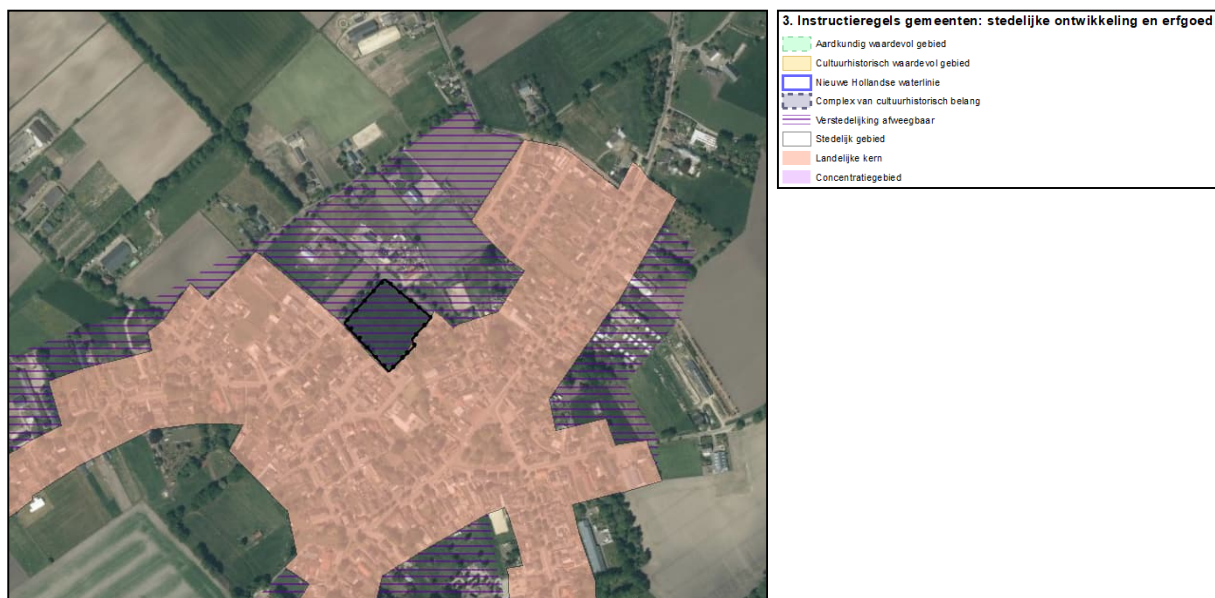 3. Instructieregels gemeenten: stedelijke ontwikkeling en erfgoed
Aardkundig waardevol gebied
Cultuurhistorisch waardevol gebied
Nieuwe Hollandse waterlinie
Complex van cultuurhistorisch belang
Verstedelijking afweegbaar
Stedelijk gebied
Landelijke kern
Concentratiegebied